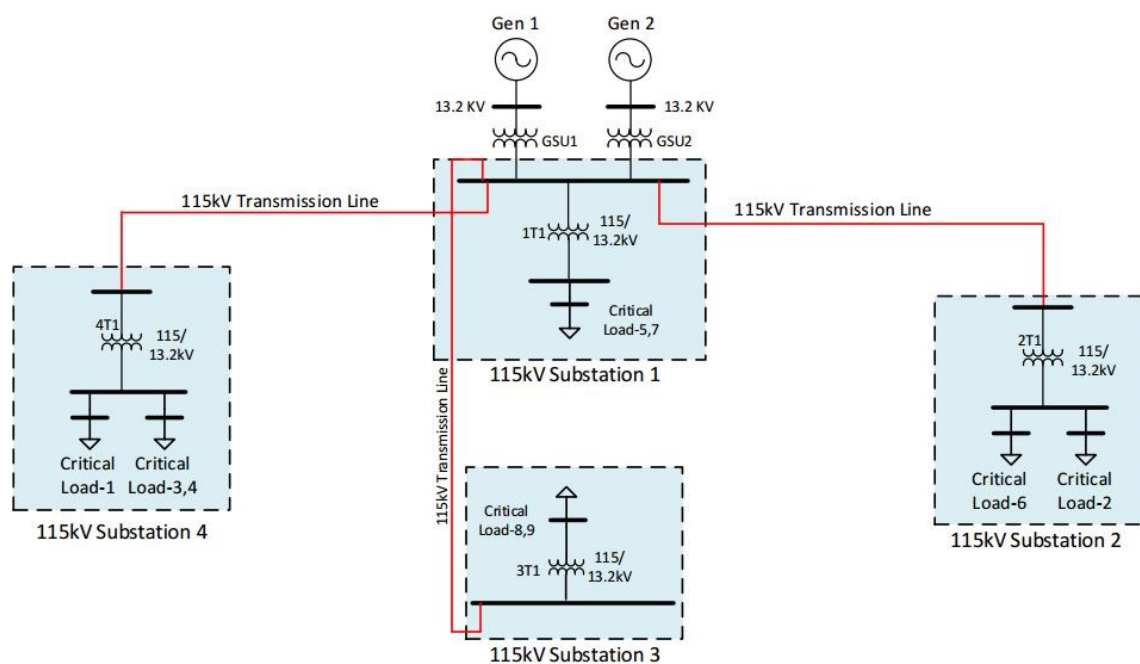 Gen 1
Gen 2
13.2 KV
13.2 KV
GSU1
GSU2
115kV Transmission Line
115kV Transmission Line
1T1
115/
13.2kV
Critical
Load-5,7
115kV Substation 1
4T1
115/
13.2kV
Critical
Load-1
Critical
Load-3,4
115kV Substation 4
2T1
115/
13.2kV
Critical
Load-6
Critical
Load-2
115kV Substation 2
115kV Transmission Line
Critical
Load-8,9
3T1
115/
13.2kV
115kV Substation 3